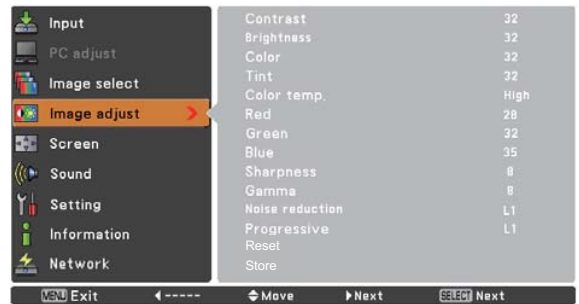 Input
PC adjust
Image select
Image adjust
Screen
Sound
Setting
Information
Network
Contrast 32
Brightness 32
Color 32
Tint 32
Color temp. High
Red 28
Green 32
Blue 35
Sharpness 8
Gamma 8
Noise reduction L1
Progressive L1
Reset
Store
MENU Exit ----- Move Next SELECT Next